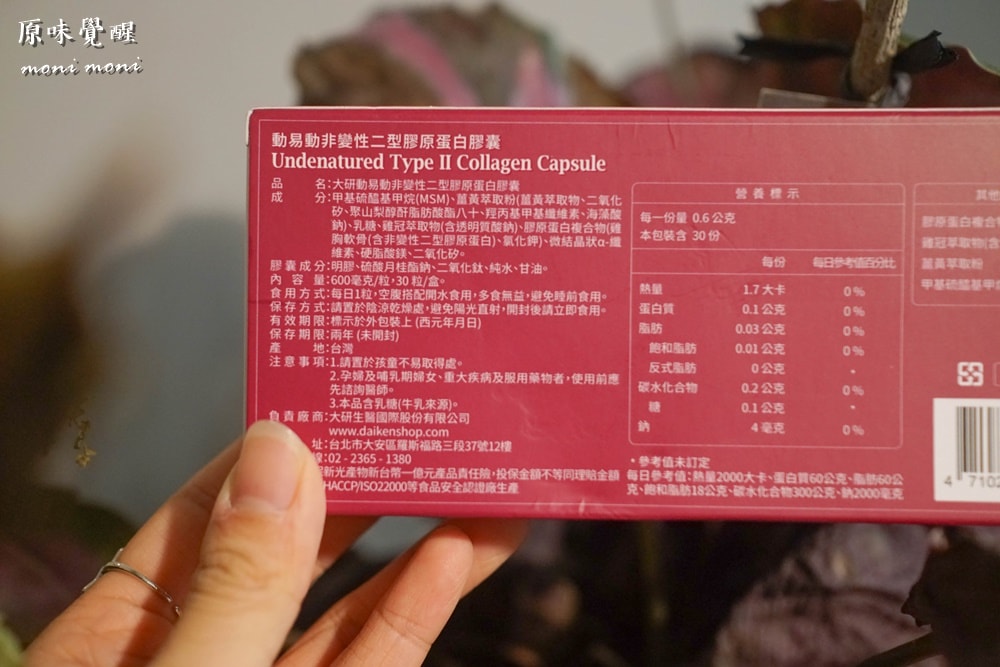 原味覺醒
moni moni
動易動非變性二型膠原蛋白膠囊
Undenatured Type II Collagen Capsule
品 名:大研動易動非變性二型膠原蛋白膠囊
成 分:甲基硫醯基甲烷(MSM)、薑黃萃取粉(薑黃萃取物、二氧化
矽、聚山梨醇酐脂肪酸酯八十、羥丙基甲基纖維素、海藻酸
鈉)、乳糖、雞冠萃取物(含透明質酸鈉)、膠原蛋白複合物(雞
胸軟骨(含非變性二型膠原蛋白)、氯化鉀)、微結晶狀α-纖
維素、硬脂酸鎂、二氧化矽。
膠囊成分:明膠、硫酸月桂酯鈉、二氧化鈦、純水、甘油。
內 容 量:600毫克/粒,30粒/盒。
食用方式:每日1粒,空腹搭配開水食用,多食無益,避免睡前食用。
保存方式:請置於陰涼乾燥處,避免陽光直射,開封後請立即食用。
有效期限:標示於外包裝上 (西元年月日)
保存期限:兩年 (未開封)
產 地:台灣
注意事項:1.請置於孩童不易取得處。
2.孕婦及哺乳期婦女、重大疾病及服用藥物者,使用前應
先諮詢醫師。
3.本品含乳糖(牛乳來源)。
負責廠商:大研生醫國際股份有限公司
www.daikenshop.com
址:台北市大安區羅斯福路三段37號12樓
線:02 - 2365 - 1380
新光產物新台幣一億元產品責任險,投保金額不等同理賠金額
HACCP/ISO22000等食品安全認證廠生產
營養標示
每一份量 0.6 公克
本包裝含 30 份
每份 每日參考值百分比
熱量 1.7 大卡 0 %
蛋白質 0.1 公克 0 %
脂肪 0.03 公克 0 %
飽和脂肪 0.01 公克 0 %
反式脂肪 0 公克 *
碳水化合物 0.2 公克 0 %
糖 0.1 公克 *
鈉 4 毫克 0 %
*參考值未訂定
每日參考值:熱量2000大卡、蛋白質60公克、脂肪60公
克、飽和脂肪18公克、碳水化合物300公克、鈉2000毫克
其他
膠原蛋白複合
雞冠萃取物(含
薑黃萃取粉
甲基硫醯基甲
4 7102